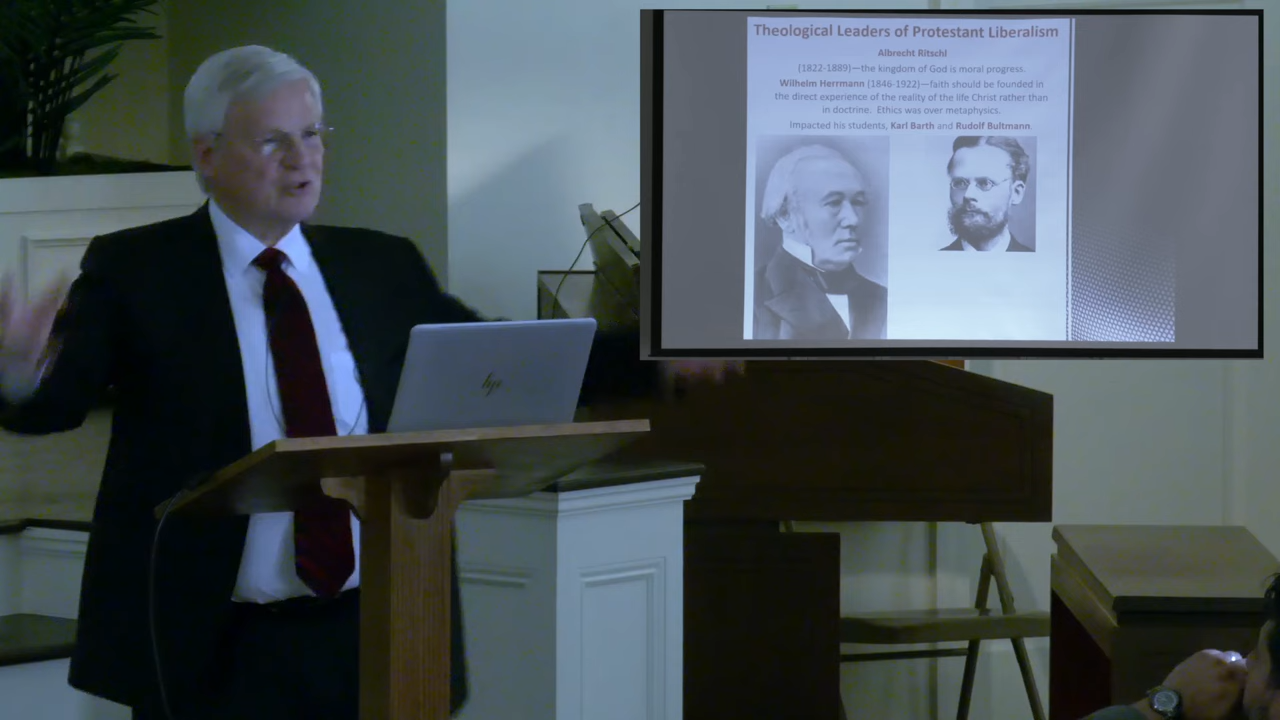 Theological Leaders of Protestant Liberalism
Albrecht Ritschl
(1822-1889)—the kingdom of God is moral progress.
Wilhelm Herrmann (1846-1922)—faith should be founded in
the direct experience of the reality of the life Christ rather than
in doctrine. Ethics was over metaphysics.
Impacted his students, Karl Barth and Rudolf Bultmann.
hp